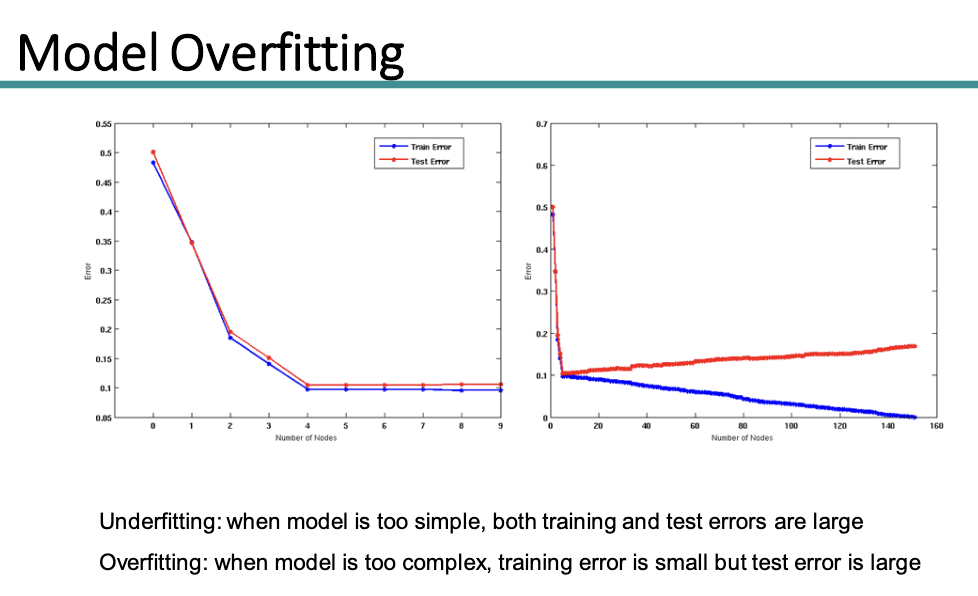 Model Overfitting
0.55
0.5
0.45
0.4
0.35
0.3
0.25
0.2
0.15
0.1
0.05
Error
0 1 2 3 4 5 6 7 8 9
Number of Nodes
Train Error
Test Error
0.7
0.6
0.5
0.4
0.3
0.2
0.1
0
Error
0 20 40 60 80 100 120 140 160
Number of Nodes
Train Error
Test Error
Underfitting: when model is too simple, both training and test errors are large
Overfitting: when model is too complex, training error is small but test error is large